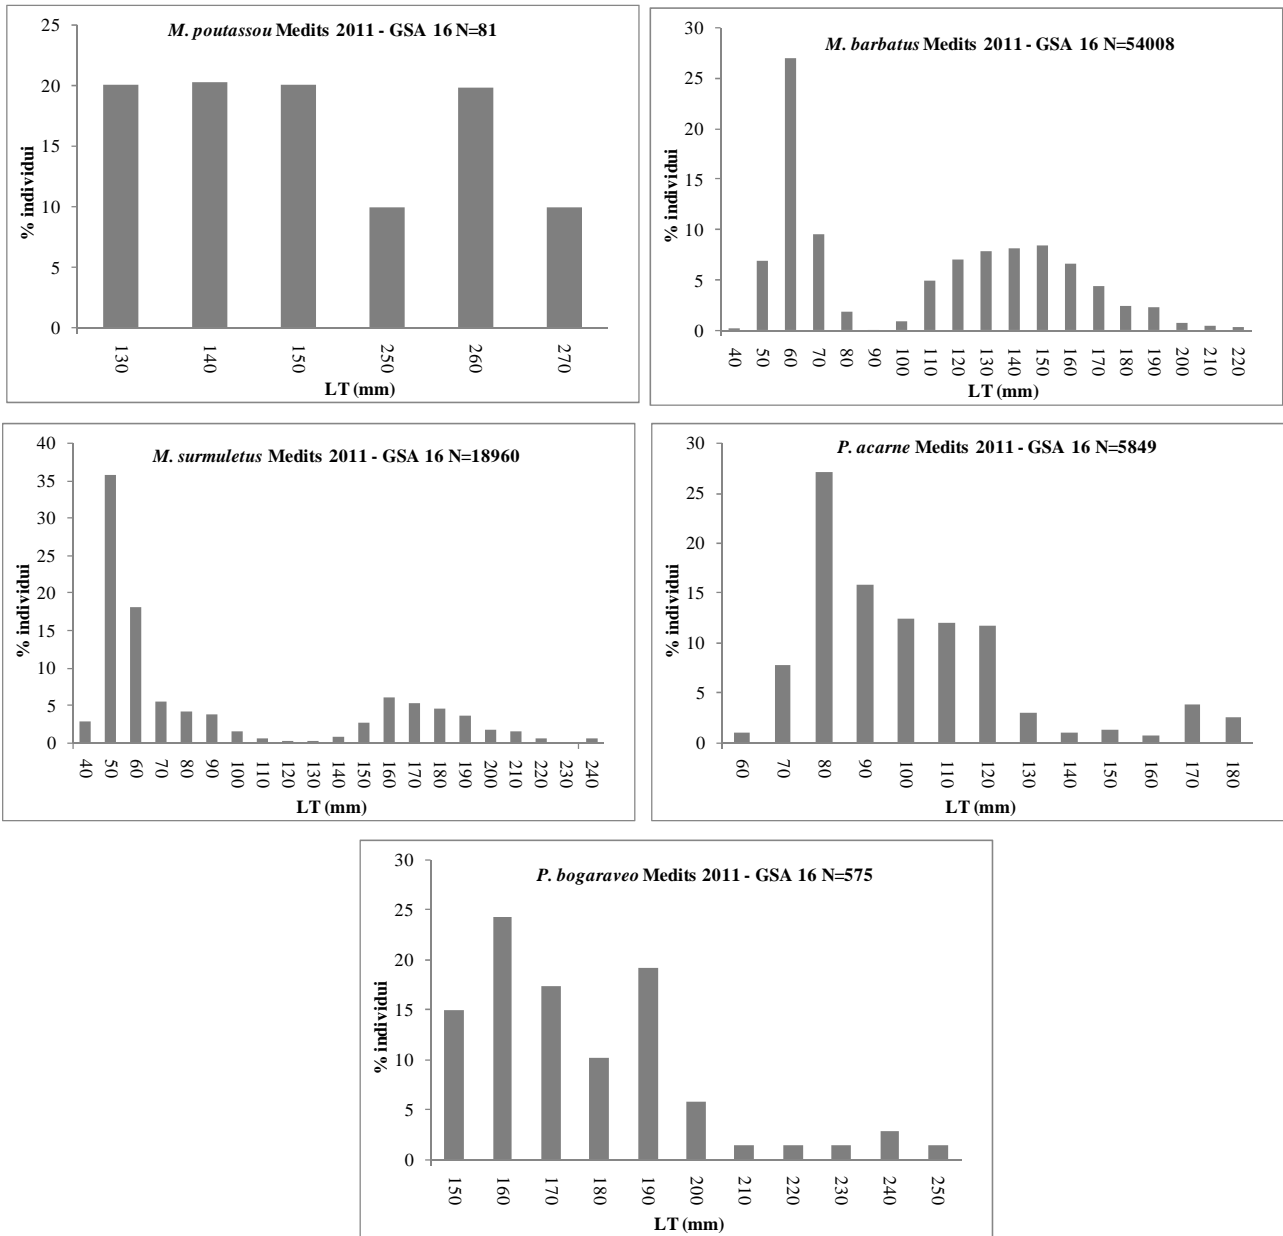 M. poutassou Medits 2011 - GSA 16 N=81
25
20
15
10
5
0
% individui
130 140 150 250 260 270
LT (mm)
M. barbatus Medits 2011 - GSA 16 N=54008
30
25
20
15
10
5
0
% individui
40 50 60 70 80 90 100 110 120 130 140 150 160 170 180 190 200 210 220
LT (mm)
M. surmuletus Medits 2011 - GSA 16 N=18960
40
35
30
25
20
15
10
5
0
% individui
40 50 60 70 80 90 100 110 120 130 140 150 160 170 180 190 200 210 220 230 240
LT (mm)
P. acarne Medits 2011 - GSA 16 N=5849
30
25
20
15
10
5
0
% individui
60 70 80 90 100 110 120 130 140 150 160 170 180
LT (mm)
P. bogaraveo Medits 2011 - GSA 16 N=575
30
25
20
15
10
5
0
% individui
150 160 170 180 190 200 210 220 230 240 250
LT (mm)